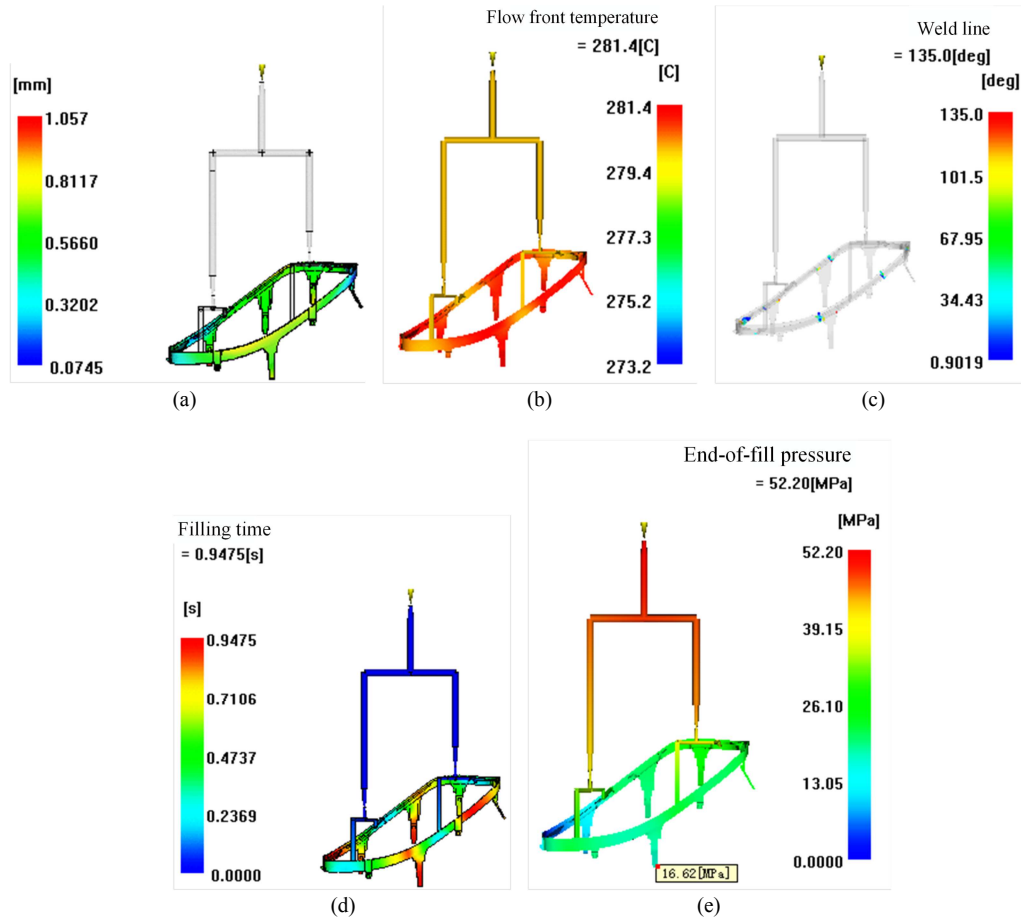 [mm]
1.057
0.8117
0.5660
0.3202
0.0745
(a)
Flow front temperature
= 281.4[C]
[C]
281.4
279.4
277.3
275.2
273.2
(b)
Weld line
= 135.0[deg]
[deg]
135.0
101.5
67.95
34.43
0.9019
(c)
Filling time
= 0.9475[s]
[s]
0.9475
0.7106
0.4737
0.2369
0.0000
(d)
End-of-fill pressure
= 52.20[MPa]
[MPa]
52.20
39.15
26.10
13.05
0.0000
16.62[MPa]
(e)